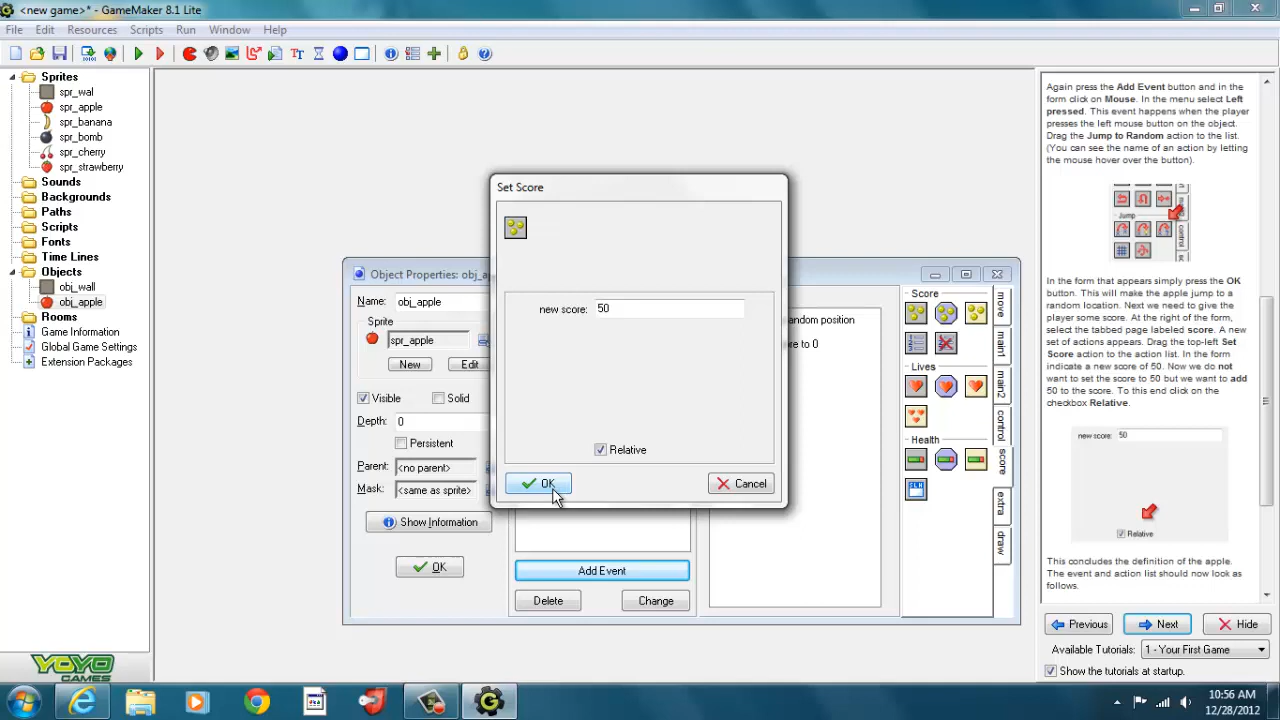 <new game>* - GameMaker 8.1 Lite
File Edit Resources Scripts Run Window Help
Sprites
spr_wal
spr_apple
spr_banana
spr_bomb
spr_cherry
spr_strawberry
Sounds
Backgrounds
Paths
Scripts
Fonts
Time Lines
Objects
obj_wall
obj_apple
Rooms
Game Information
Global Game Settings
Extension Packages
YOYO
GAMES
Object Properties: obj_a
Name: obj_apple
Sprite
spr_apple
New Edit
Visible Solid
Depth: 0
Persistent
Parent: <no parent>
Mask: <same as sprite>
Show Information
OK
Add Event
Delete Change
Set Score
new score: 50
Relative
OK Cancel
andom position
re to 0
Score
Lives
Health
move
main1
main2
control
score
extra
draw
Again press the Add Event button and in the
form click on Mouse. In the menu select Left
pressed. This event happens when the player
presses the left mouse button on the object.
Drag the Jump to Random action to the list.
(You can see the name of an action by letting
the mouse hover over the button).
Jump
control
In the form that appears simply press the OK
button. This will make the apple jump to a
random location. Next we need to give the
player some score. At the right of the form,
select the tabbed page labeled score. A new
set of actions appears. Drag the top-left Set
Score action to the action list. In the form
indicate a new score of 50. Now we do not
want to set the score to 50 but we want to add
50 to the score. To this end click on the
checkbox Relative.
new score: 50
Relative
This concludes the definition of the apple.
The event and action list should now look as
follows.
Previous Next Hide
Available Tutorials: 1 - Your First Game
Show the tutorials at startup.
10:56 AM
12/28/2012